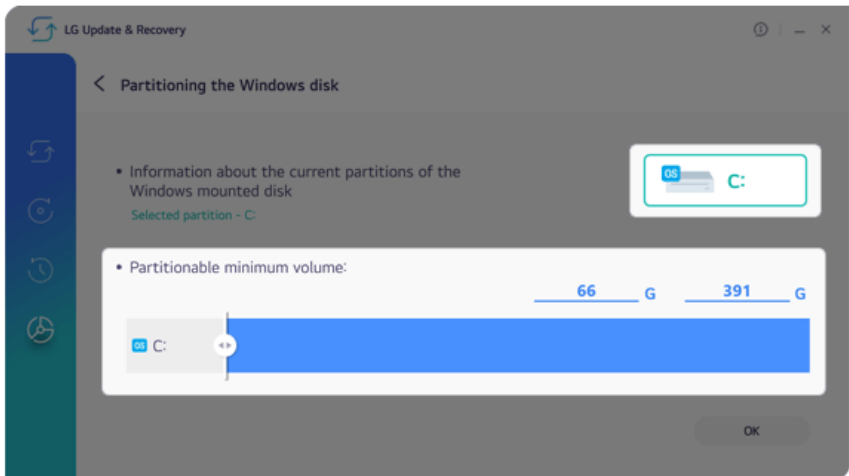 LG Update & Recovery
Partitioning the Windows disk
• Information about the current partitions of the
Windows mounted disk
Selected partition - C:
OS C:
• Partitionable minimum volume:
66 G 391 G
OS C:
OK